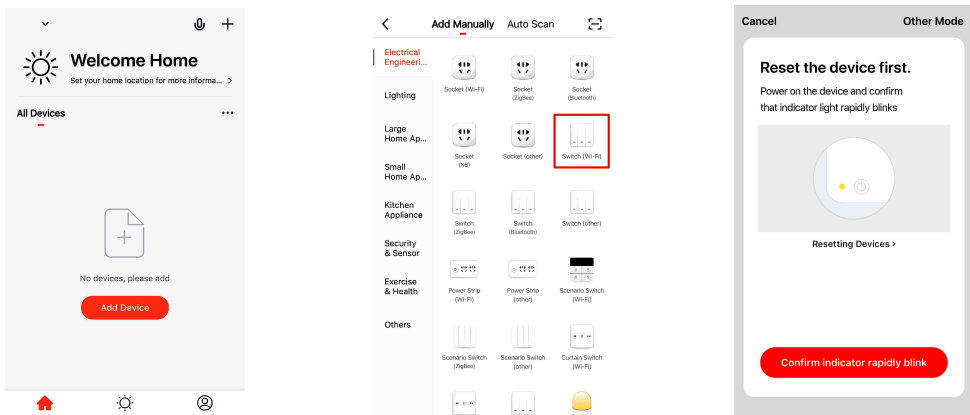 Welcome Home
Set your home location for more informa... >
All Devices
...
No devices, please add
Add Device
Add Manually Auto Scan
Electrical
Engineeri...
Lighting
Large
Home Ap...
Small
Home Ap...
Kitchen
Appliance
Security
& Sensor
Exercise
& Health
Others
Socket (Wi-Fi)
Socket
(ZigBee)
Socket
(Bluetooth)
Socket
(NB)
Socket (other)
Switch (Wi-Fi)
Switch
(ZigBee)
Switch
(Bluetooth)
Switch (other)
Power Strip
(Wi-Fi)
Power Strip
(other)
Scenario Switch
(Wi-Fi)
Scenario Switch
(ZigBee)
Scenario Switch
(other)
Curtain Switch
(Wi-Fi)
Cancel Other Mode
Reset the device first.
Power on the device and confirm
that indicator light rapidly blinks
Resetting Devices >
Confirm indicator rapidly blink